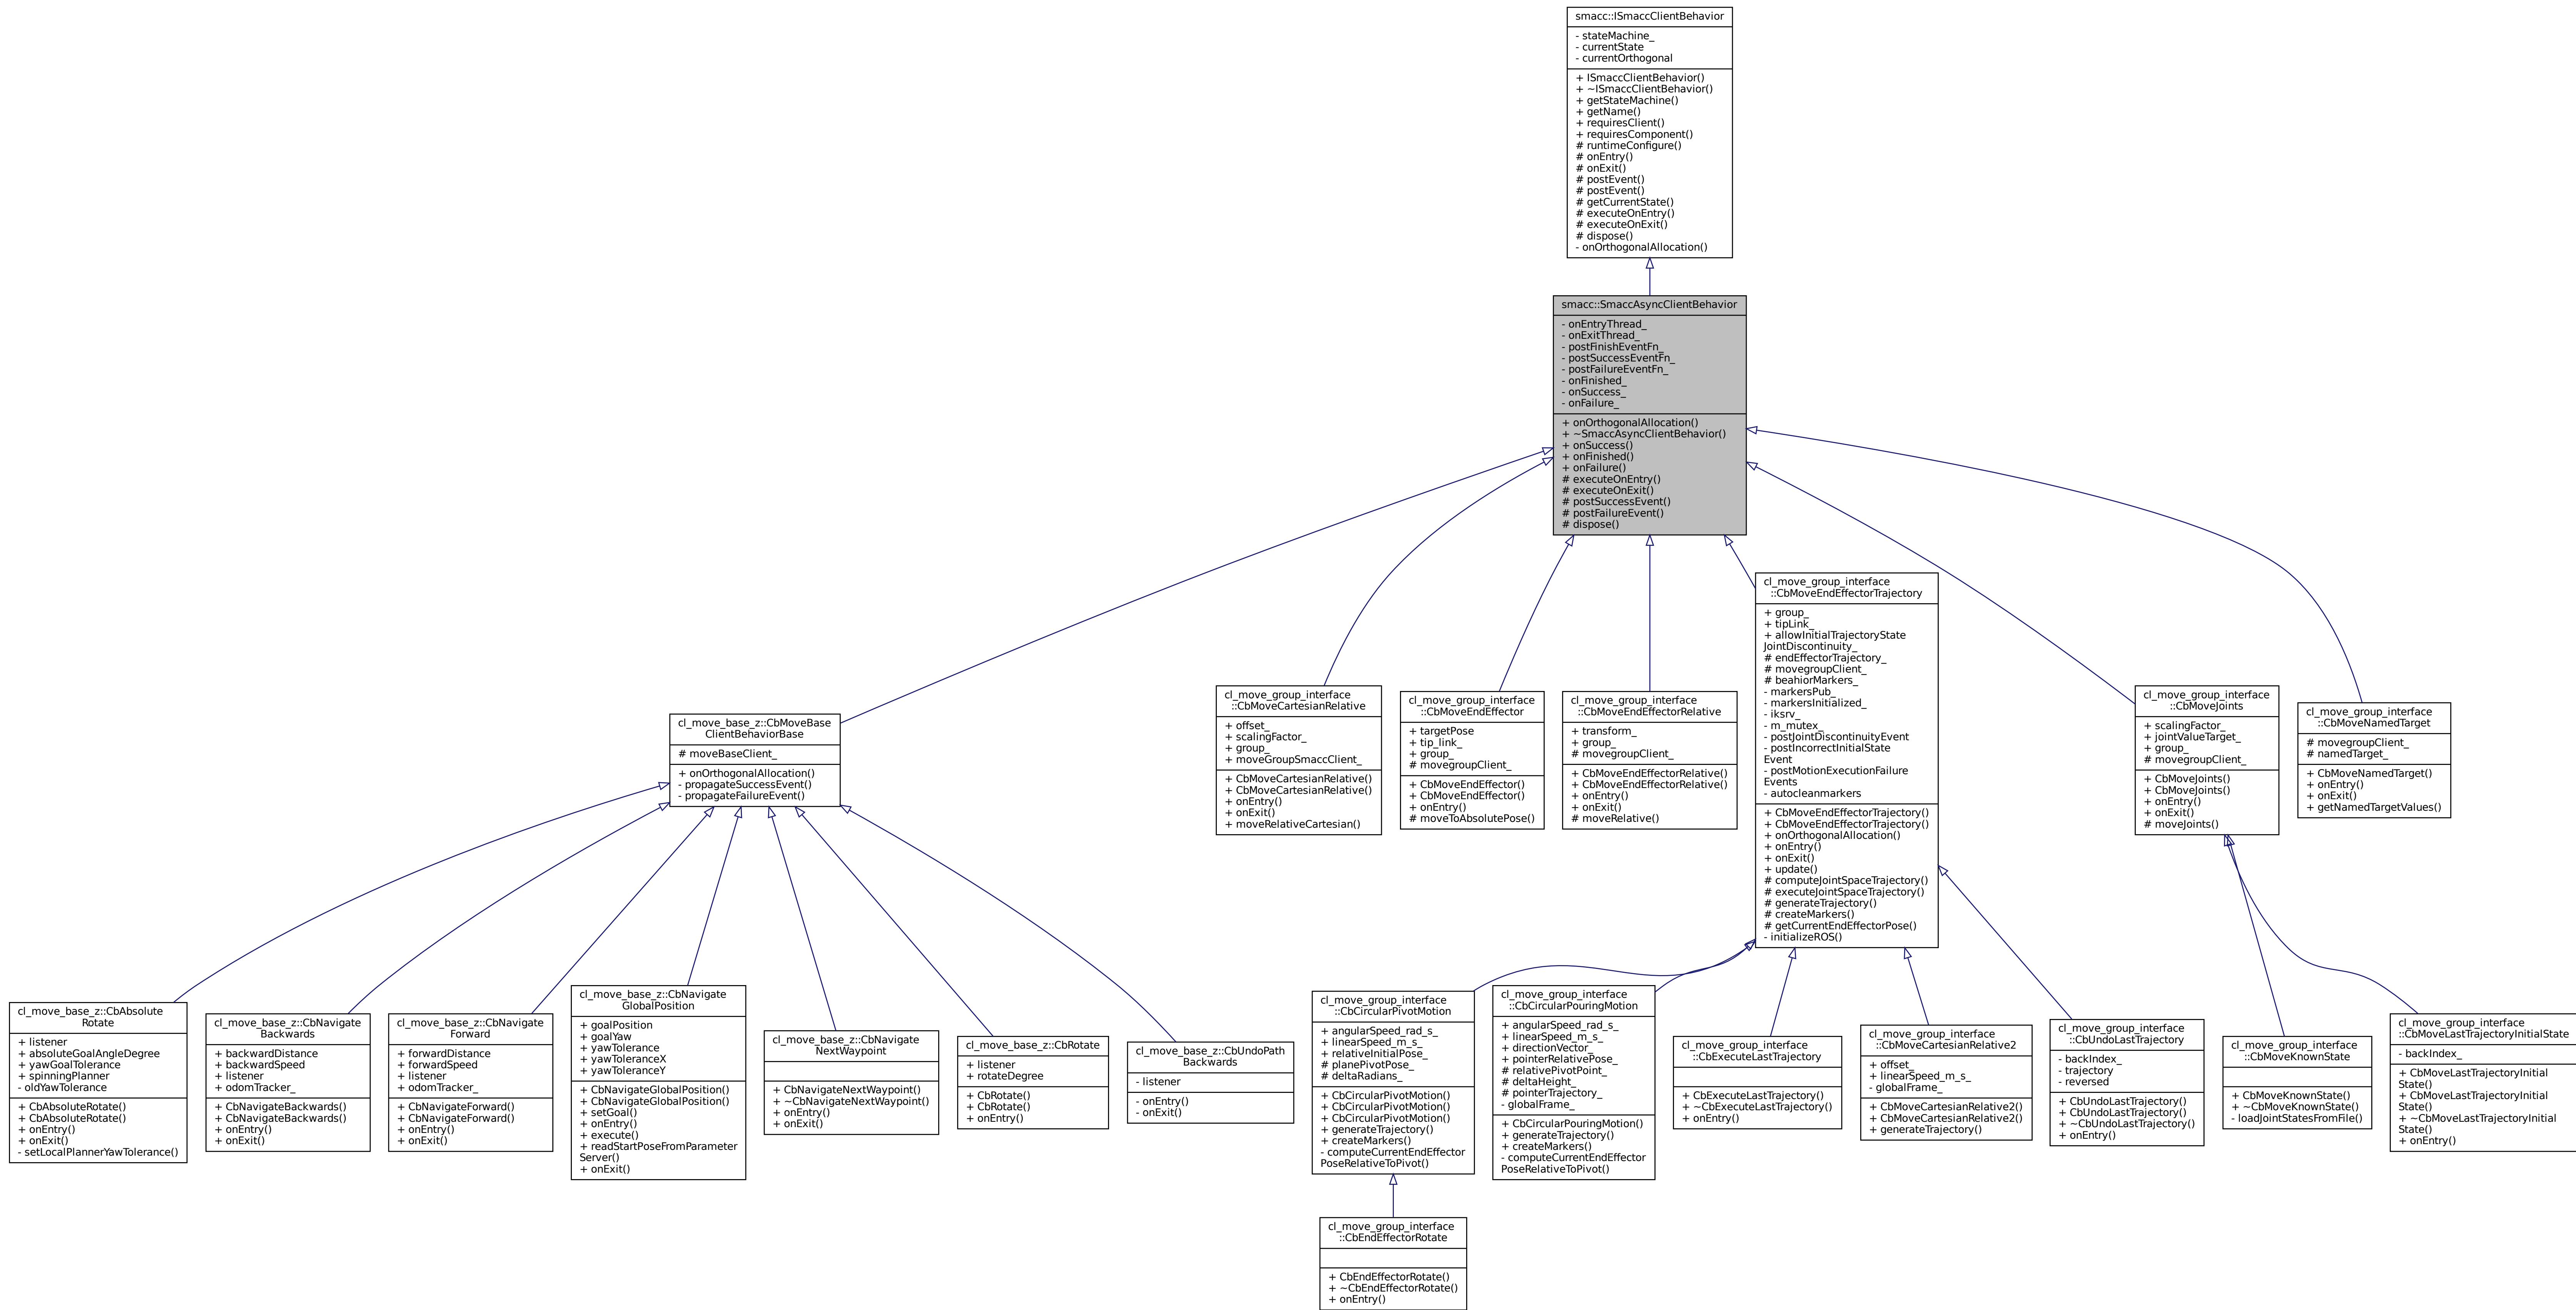 smacc::ISmaccClientBehavior
- stateMachine_
- currentState
- currentOrthogonal
+ ISmaccClientBehavior()
+ ~ISmaccClientBehavior()
+ getStateMachine()
+ getName()
+ requiresClient()
+ requiresComponent()
# runtimeConfigure()
# onEntry()
# onExit()
# postEvent()
# postEvent()
# getCurrentState()
# executeOnEntry()
# executeOnExit()
# dispose()
- onOrthogonalAllocation()
smacc::SmaccAsyncClientBehavior
- onEntryThread_
- onExitThread_
- postFinishEventFn_
- postSuccessEventFn_
- postFailureEventFn_
- onFinished_
- onSuccess_
- onFailure_
+ onOrthogonalAllocation()
+ ~SmaccAsyncClientBehavior()
+ onSuccess()
+ onFinished()
+ onFailure()
# executeOnEntry()
# executeOnExit()
# postSuccessEvent()
# postFailureEvent()
# dispose()
cl_move_base_z::CbMoveBase
ClientBehaviorBase
# moveBaseClient_
+ onOrthogonalAllocation()
- propagateSuccessEvent()
- propagateFailureEvent()
cl_move_group_interface
::CbMoveCartesianRelative
+ offset_
+ scalingFactor_
+ group_
+ moveGroupSmaccClient_
+ CbMoveCartesianRelative()
+ CbMoveCartesianRelative()
+ onEntry()
+ onExit()
+ moveRelativeCartesian()
cl_move_group_interface
::CbMoveEndEffector
+ targetPose
+ tip_link_
+ group_
# movegroupClient_
+ CbMoveEndEffector()
+ CbMoveEndEffector()
+ onEntry()
# moveToAbsolutePose()
cl_move_group_interface
::CbMoveEndEffectorRelative
+ transform_
+ group_
# movegroupClient_
+ CbMoveEndEffectorRelative()
+ CbMoveEndEffectorRelative()
+ onEntry()
+ onExit()
# moveRelative()
cl_move_group_interface
::CbMoveEndEffectorTrajectory
+ group_
+ tipLink_
+ allowInitialTrajectoryState
JointDiscontinuity_
# endEffectorTrajectory_
# movegroupClient_
# beahiorMarkers_
- markersPub_
- markersInitialized_
- iksrv_
- m_mutex_
- postJointDiscontinuityEvent
- postIncorrectInitialState
Event
- postMotionExecutionFailure
Events
- autocleanmarkers
+ CbMoveEndEffectorTrajectory()
+ CbMoveEndEffectorTrajectory()
+ onOrthogonalAllocation()
+ onEntry()
+ onExit()
+ update()
# computeJointSpaceTrajectory()
# executeJointSpaceTrajectory()
# generateTrajectory()
# createMarkers()
# getCurrentEndEffectorPose()
- initializeROS()
cl_move_group_interface
::CbMoveJoints
+ scalingFactor_
+ jointValueTarget_
+ group_
# movegroupClient_
+ CbMoveJoints()
+ CbMoveJoints()
+ onEntry()
+ onExit()
# moveJoints()
cl_move_group_interface
::CbMoveNamedTarget
# movegroupClient_
# namedTarget_
+ CbMoveNamedTarget()
+ onEntry()
+ onExit()
+ getNamedTargetValues()
cl_move_base_z::CbAbsolute
Rotate
+ listener
+ absoluteGoalAngleDegree
+ yawGoalTolerance
+ spinningPlanner
- oldYawTolerance
+ CbAbsoluteRotate()
+ CbAbsoluteRotate()
+ onEntry()
+ onExit()
- setLocalPlannerYawTolerance()
cl_move_base_z::CbNavigate
Backwards
+ backwardDistance
+ backwardSpeed
+ listener
+ odomTracker_
+ CbNavigateBackwards()
+ CbNavigateBackwards()
+ onEntry()
+ onExit()
cl_move_base_z::CbNavigate
Forward
+ forwardDistance
+ forwardSpeed
+ listener
+ odomTracker_
+ CbNavigateForward()
+ CbNavigateForward()
+ onEntry()
+ onExit()
cl_move_base_z::CbNavigate
GlobalPosition
+ goalPosition
+ goalYaw
+ yawTolerance
+ yawToleranceX
+ yawToleranceY
+ CbNavigateGlobalPosition()
+ CbNavigateGlobalPosition()
+ setGoal()
+ onEntry()
+ execute()
+ readStartPoseFromParameter
Server()
+ onExit()
cl_move_base_z::CbNavigate
NextWaypoint
+ CbNavigateNextWaypoint()
+ ~CbNavigateNextWaypoint()
+ onEntry()
+ onExit()
cl_move_base_z::CbRotate
+ listener
+ rotateDegree
+ CbRotate()
+ CbRotate()
+ onEntry()
cl_move_base_z::CbUndoPath
Backwards
- listener
- onEntry()
- onExit()
cl_move_group_interface
::CbCircularPivotMotion
+ angularSpeed_rad_s_
+ linearSpeed_m_s_
+ relativeInitialPose_
# planePivotPose_
# deltaRadians_
+ CbCircularPivotMotion()
+ CbCircularPivotMotion()
+ CbCircularPivotMotion()
+ generateTrajectory()
+ createMarkers()
- computeCurrentEndEffector
PoseRelativeToPivot()
cl_move_group_interface
::CbCircularPouringMotion
+ angularSpeed_rad_s_
+ linearSpeed_m_s_
+ directionVector_
+ pointerRelativePose_
# relativePivotPoint_
# deltaHeight_
# pointerTrajectory_
- globalFrame_
+ CbCircularPouringMotion()
+ generateTrajectory()
+ createMarkers()
- computeCurrentEndEffector
PoseRelativeToPivot()
cl_move_group_interface
::CbExecuteLastTrajectory
+ CbExecuteLastTrajectory()
+ ~CbExecuteLastTrajectory()
+ onEntry()
cl_move_group_interface
::CbMoveCartesianRelative2
+ offset_
+ linearSpeed_m_s_
- globalFrame_
+ CbMoveCartesianRelative2()
+ CbMoveCartesianRelative2()
+ generateTrajectory()
cl_move_group_interface
::CbUndoLastTrajectory
- backIndex_
- trajectory
- reversed
+ CbUndoLastTrajectory()
+ CbUndoLastTrajectory()
+ ~CbUndoLastTrajectory()
+ onEntry()
cl_move_group_interface
::CbMoveKnownState
+ CbMoveKnownState()
+ ~CbMoveKnownState()
- loadJointStatesFromFile()
cl_move_group_interface
::CbMoveLastTrajectoryInitialState
- backIndex_
+ CbMoveLastTrajectoryInitial
State()
+ CbMoveLastTrajectoryInitial
State()
+ ~CbMoveLastTrajectoryInitial
State()
+ onEntry()
cl_move_group_interface
::CbEndEffectorRotate
+ CbEndEffectorRotate()
+ ~CbEndEffectorRotate()
+ onEntry()